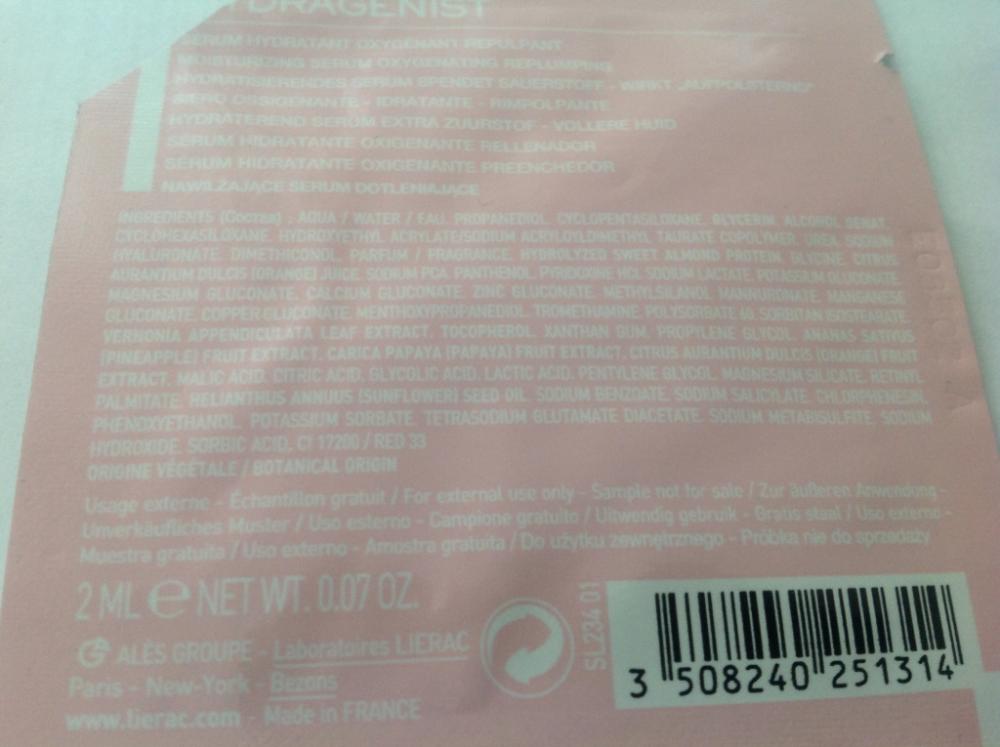 DRAGENIST
SÉRUM HYDRATANT OXYGÉNANT REPULPANT
MOISTURIZING SERUM OXYGENATING REPLUMPING
HYDRATISIERENDES SERUM SPENDET SAUERSTOFF - WIRKT „AUFPOLSTERND"
SIERO OSSIGENANTE - IDRATANTE - RIMPOLPANTE
HYDRATEREND SERUM EXTRA ZUURSTOF - VOLLERE HUID
SÉRUM HIDRATANTE OXIGENANTE RELLENADOR
SÉRUM HIDRATANTE OXIGENANTE PREENCHEDOR
NAWILŻAJĄCE SERUM DOTLENIAJĄCE
INGREDIENTS : AQUA / WATER / EAU, PROPANEDIOL, CYCLOPENTASILOXANE, GLYCERIN, ALCOHOL DENAT,
CYCLOHEXASILOXANE, HYDROXYETHYL ACRYLATE/SODIUM ACRYLOYLDIMETHYL TAURATE COPOLYMER, UREA, SODIUM
HYALURONATE, DIMETHICONOL, PARFUM / FRAGRANCE, HYDROLYZED SWEET ALMOND PROTEIN, GLYCINE, CITRUS
AURANTIUM DULCIS (ORANGE) JUICE, SODIUM PCA, PANTHENOL, PYRIDOXINE HCL, SODIUM LACTATE, POTASSIUM GLUCONATE,
MAGNESIUM GLUCONATE, CALCIUM GLUCONATE, ZINC GLUCONATE, METHYLSILANOL MANNURONATE, MANGANESE
GLUCONATE, COPPER GLUCONATE, MENTHOXYPROPANEDIOL, TROMETHAMINE, POLYSORBATE 60, SORBITAN ISOSTEARATE,
VERNONIA APPENDICULATA LEAF EXTRACT, TOCOPHEROL, XANTHAN GUM, PROPYLENE GLYCOL, ANANAS SATIVUS
(PINEAPPLE) FRUIT EXTRACT, CARICA PAPAYA (PAPAYA) FRUIT EXTRACT, CITRUS AURANTIUM DULCIS (ORANGE) FRUIT
EXTRACT, MALIC ACID, CITRIC ACID, GLYCOLIC ACID, LACTIC ACID, PENTYLENE GLYCOL, MAGNESIUM SILICATE, RETINYL
PALMITATE, HELIANTHUS ANNUUS (SUNFLOWER) SEED OIL, SODIUM BENZOATE, SODIUM SALICYLATE, CHLORPHENESIN,
PHENOXYETHANOL, POTASSIUM SORBATE, TETRASODIUM GLUTAMATE DIACETATE, SODIUM METABISULFITE, SODIUM
HYDROXIDE, SORBIC ACID, CI 17200 / RED 33
ORIGINE VÉGÉTALE / BOTANICAL ORIGIN
Usage externe - Échantillon gratuit / For external use only - Sample not for sale / Zur äußeren Anwendung -
Unverkäufliches Muster / Uso esterno - Campione gratuito / Uitwendig gebruik - Gratis staal / Uso externo -
Muestra gratuita / Uso externo - Amostra gratuita / Do użytku zewnętrznego - Próbka nie do sprzedaży
2 ML ℮ NET WT. 0.07 OZ.
ALÈS GROUPE - Laboratoires LIERAC
Paris - New-York - Bezons
www.lierac.com - Made in FRANCE
SL234 01
3 508240 251314